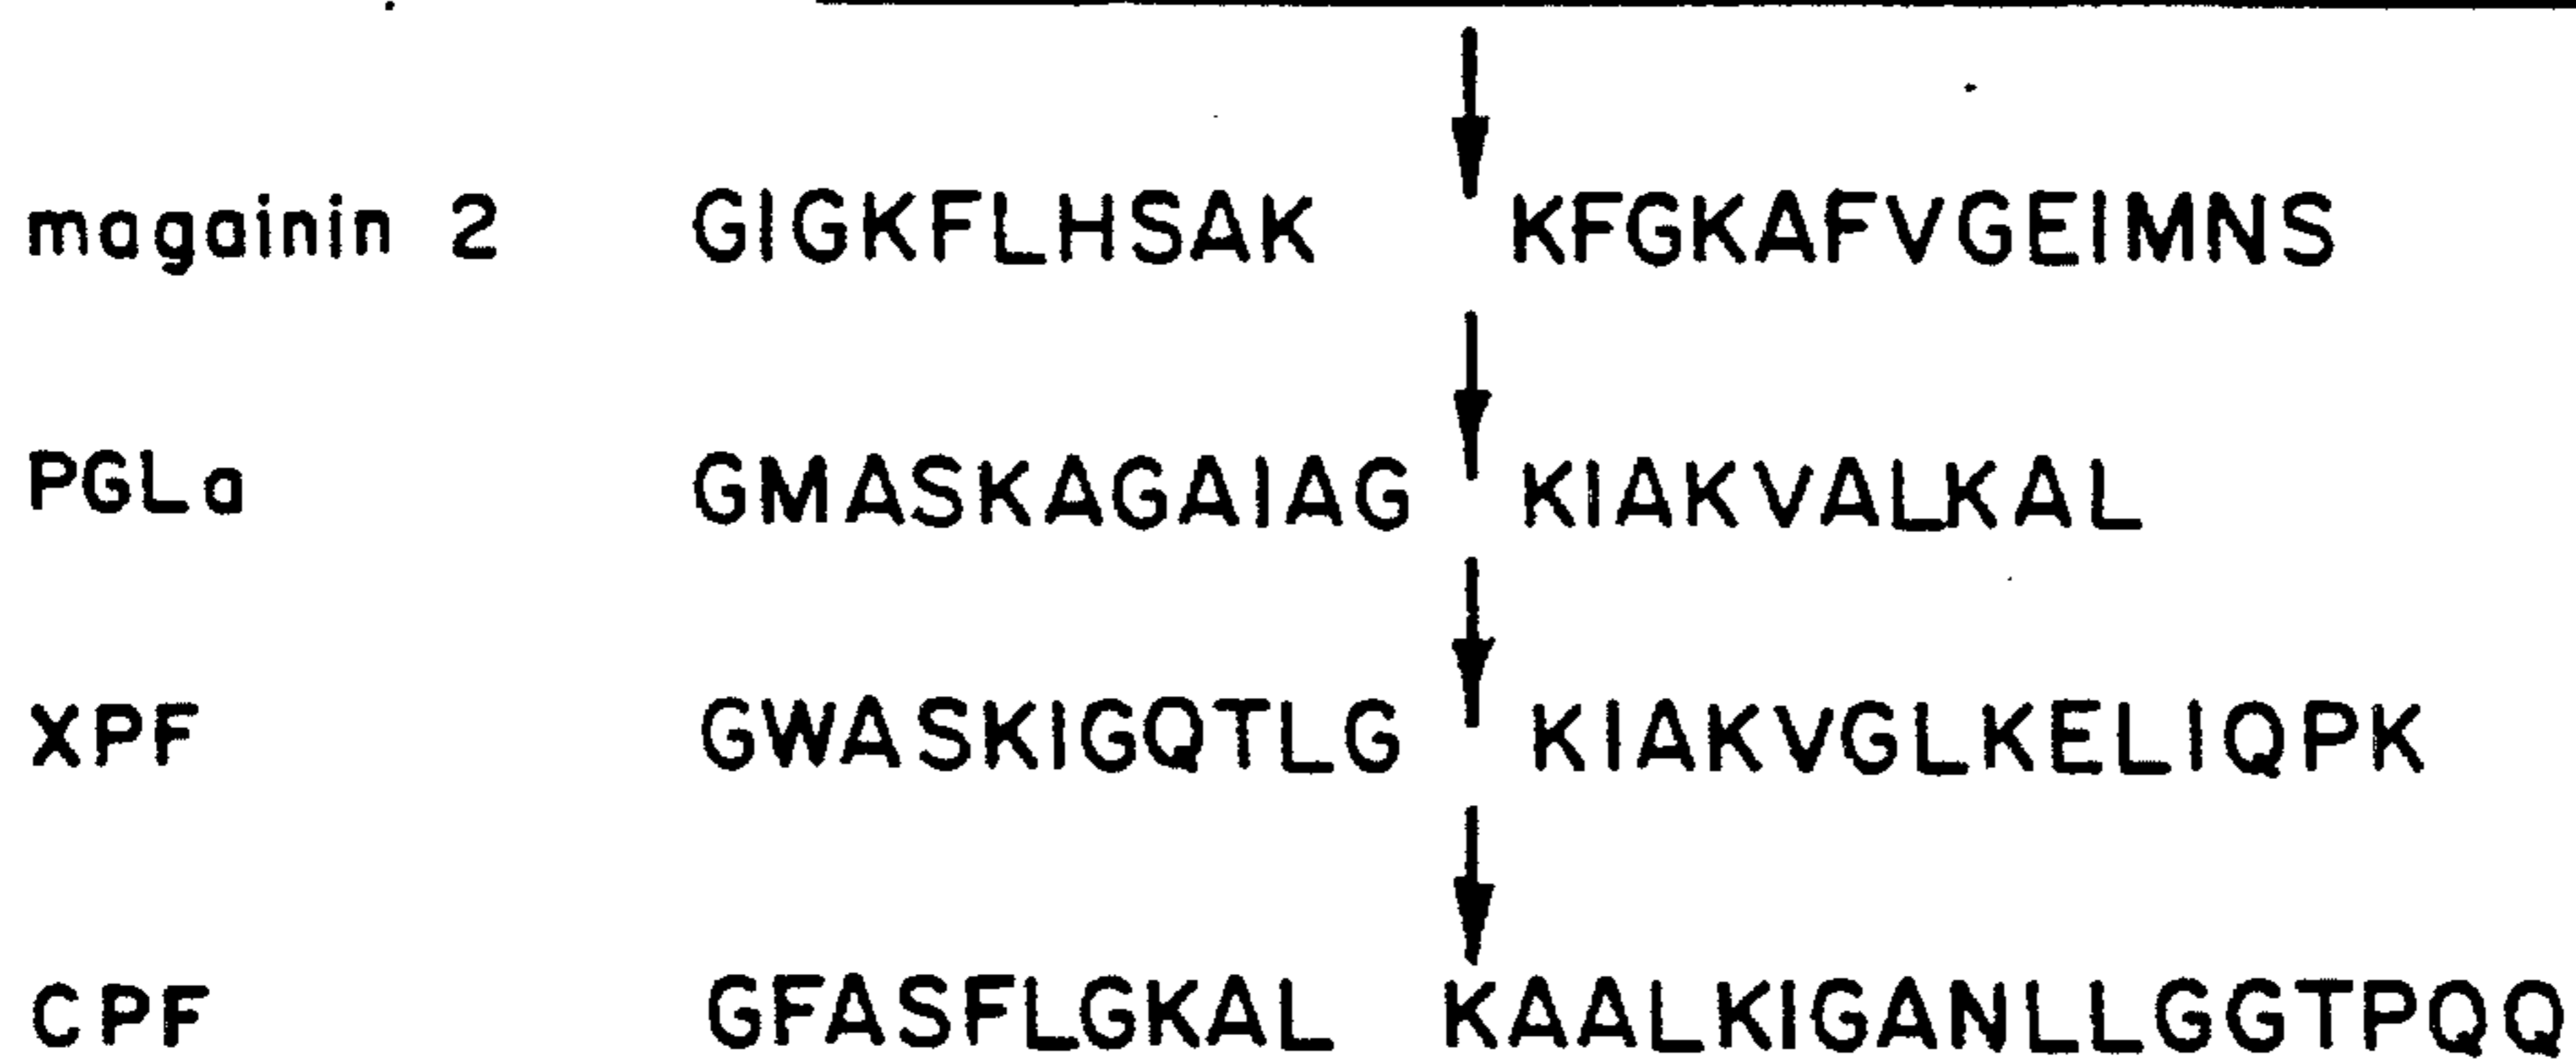 magainin 2 GIGKFLHSAK KFGKAFVGEIMNS
PGLa GMASKAGAIAG KIAKVALKAL
XPF GWASKIGQTLG KIAKVGLKELIQPK
CPF GFASFLGKAL KAALKIGANLLGGTPQQ